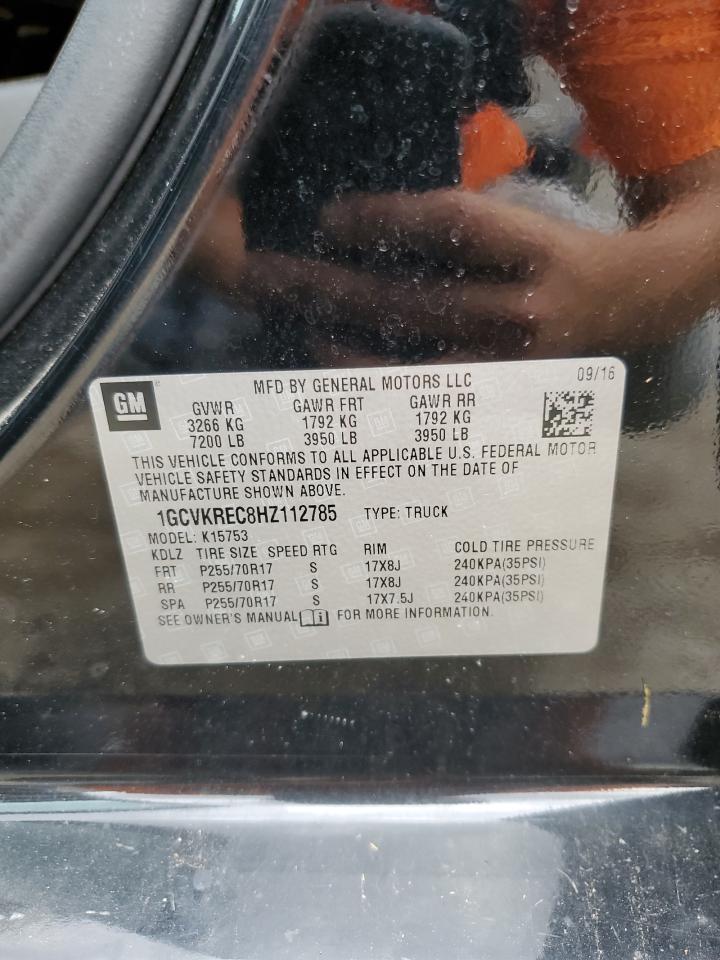 GM
MFD BY GENERAL MOTORS LLC 09/16
GVWR GAWR FRT GAWR RR
3266 KG 1792 KG 1792 KG
7200 LB 3950 LB 3950 LB
THIS VEHICLE CONFORMS TO ALL APPLICABLE U.S. FEDERAL MOTOR
VEHICLE SAFETY STANDARDS IN EFFECT ON THE DATE OF
MANUFACTURE SHOWN ABOVE.
1GCVKREC8HZ112785 TYPE: TRUCK
MODEL: K15753
KDLZ TIRE SIZE SPEED RTG RIM COLD TIRE PRESSURE
FRT P255/70R17 S 17X8J 240KPA(35PSI)
RR P255/70R17 S 17X8J 240KPA(35PSI)
SPA P255/70R17 S 17X7.5J 240KPA(35PSI)
SEE OWNER'S MANUAL i FOR MORE INFORMATION.